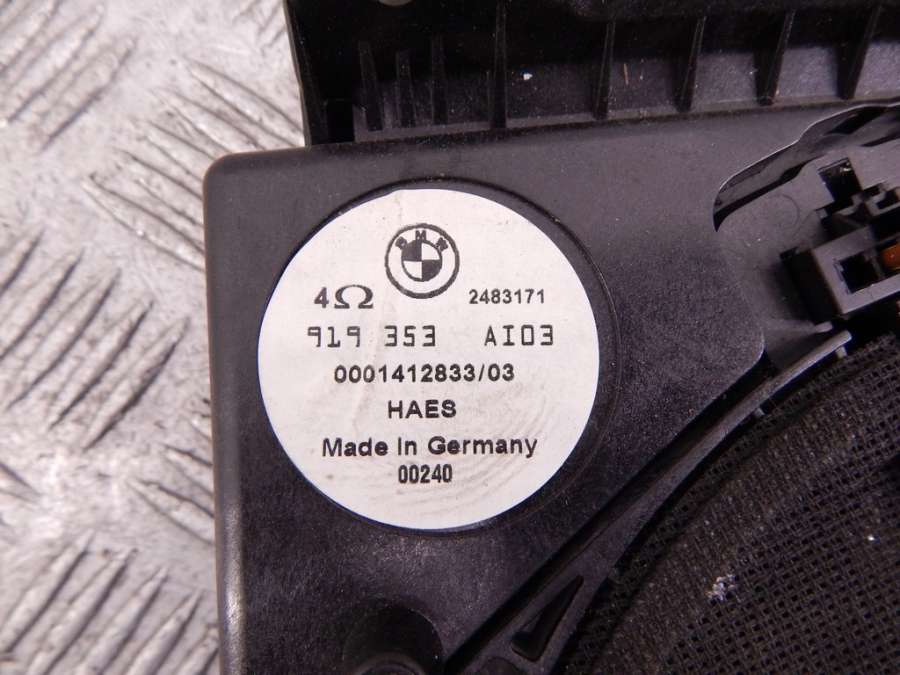 BMW
4Ω 2483171
919 353 AI03
0001412833/03
HAES
Made In Germany
00240